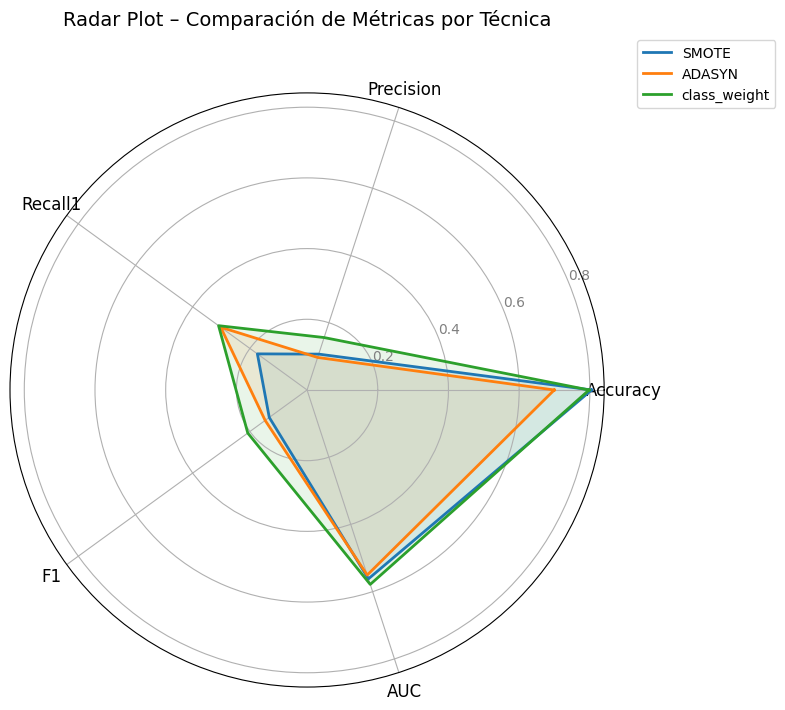 Radar Plot – Comparación de Métricas por Técnica
SMOTE
ADASYN
class_weight
Precision
Recall1
0.8
0.6
0.4
0.2
Accuracy
F1
AUC